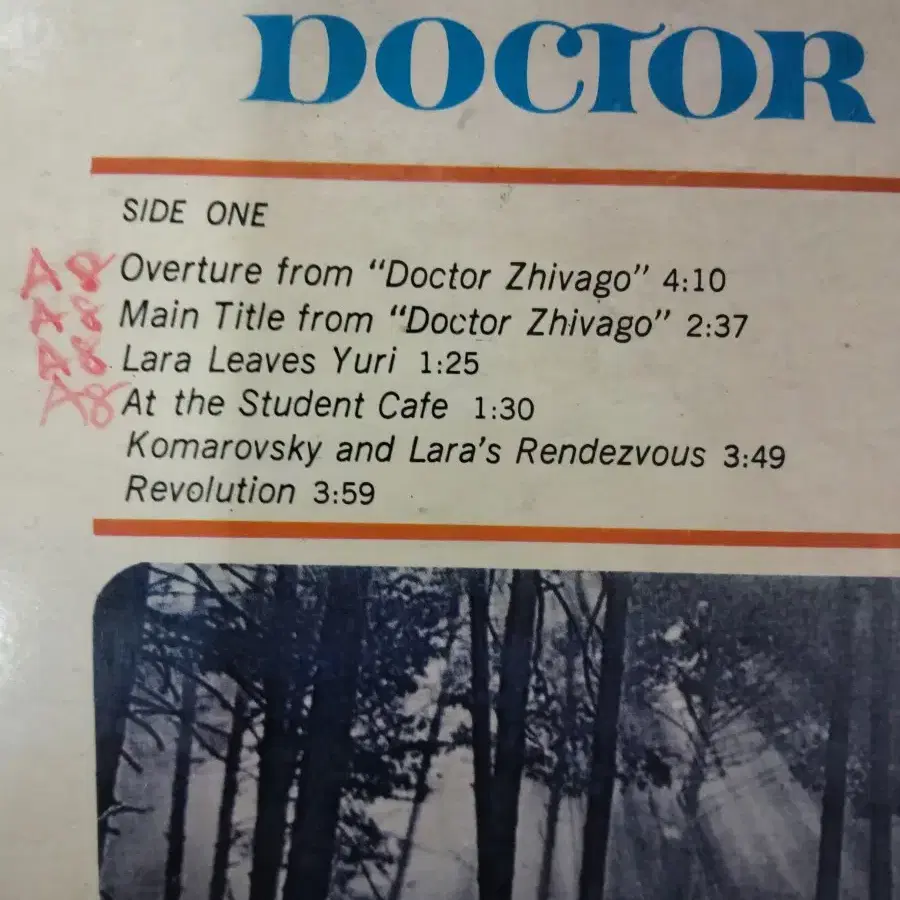 DOCTOR
SIDE ONE
A8 Overture from "Doctor Zhivago" 4:10
A8 Main Title from "Doctor Zhivago" 2:37
A8 Lara Leaves Yuri 1:25
A8 At the Student Cafe 1:30
Komarovsky and Lara's Rendezvous 3:49
Revolution 3:59